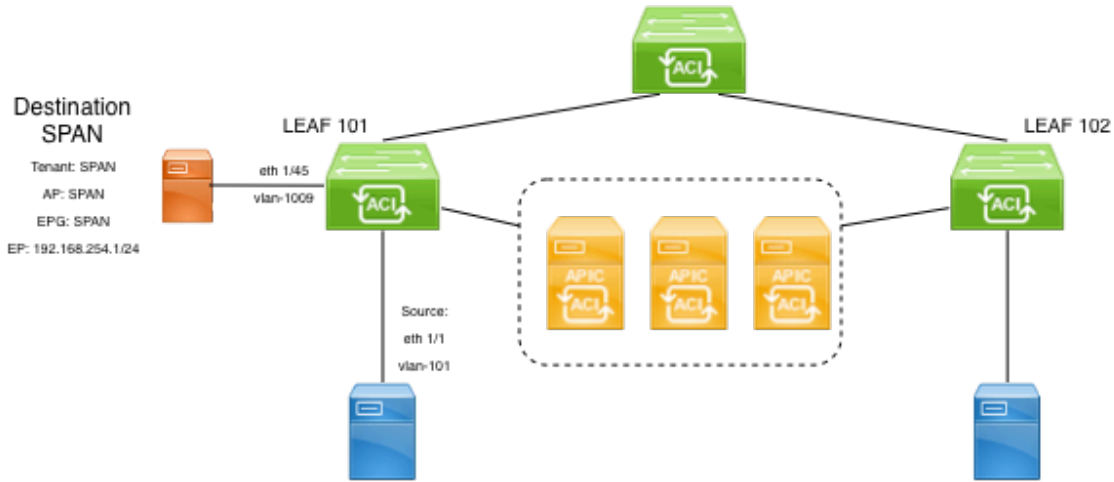 ACI
Destination
SPAN
Tenant: SPAN
AP: SPAN
EPG: SPAN
EP: 192.168.254.1/24
LEAF 101
eth 1/45
vlan-1009
ACI
LEAF 102
ACI
APIC
ACI
APIC
ACI
APIC
ACI
Source:
eth 1/1
vlan-101